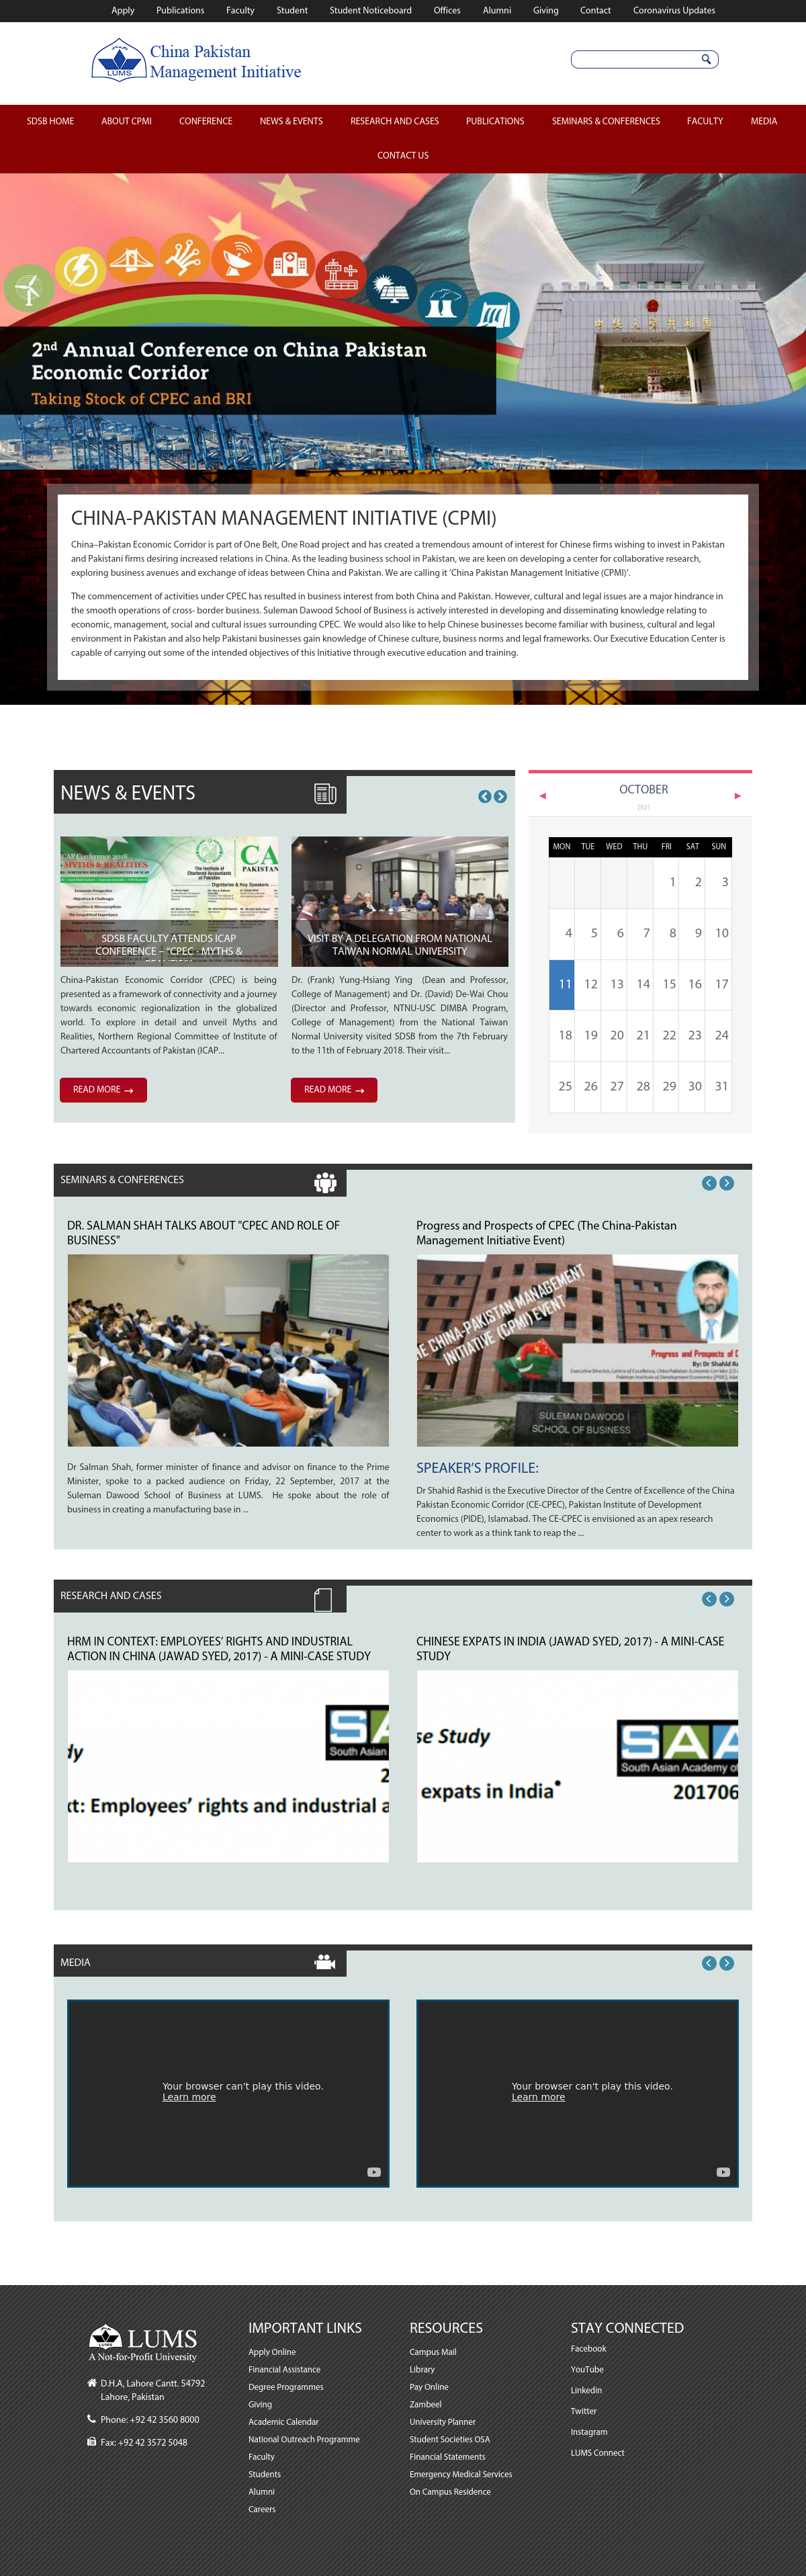 Apply Publications Faculty Student Student Noticeboard Offices Alumni Giving Contact Coronavirus Updates
LUMS
China Pakistan
Management Initiative
SDSB HOME ABOUT CPMI CONFERENCE NEWS & EVENTS RESEARCH AND CASES PUBLICATIONS SEMINARS & CONFERENCES FACULTY MEDIA
CONTACT US
2nd Annual Conference on China Pakistan
Economic Corridor
Taking Stock of CPEC and BRI
中华人民共和国
CHINA-PAKISTAN MANAGEMENT INITIATIVE (CPMI)
China–Pakistan Economic Corridor is part of One Belt, One Road project and has created a tremendous amount of interest for Chinese firms wishing to invest in Pakistan
and Pakistani firms desiring increased relations in China. As the leading business school in Pakistan, we are keen on developing a center for collaborative research,
exploring business avenues and exchange of ideas between China and Pakistan. We are calling it ‘China Pakistan Management Initiative (CPMI)’.
The commencement of activities under CPEC has resulted in business interest from both China and Pakistan. However, cultural and legal issues are a major hindrance in
the smooth operations of cross- border business. Suleman Dawood School of Business is actively interested in developing and disseminating knowledge relating to
economic, management, social and cultural issues surrounding CPEC. We would also like to help Chinese businesses become familiar with business, cultural and legal
environment in Pakistan and also help Pakistani businesses gain knowledge of Chinese culture, business norms and legal frameworks. Our Executive Education Center is
capable of carrying out some of the intended objectives of this Initiative through executive education and training.
NEWS & EVENTS
ICAP Conference 2018
MYTHS & REALITIES
The Institute of
Chartered Accountants of
Pakistan
CA
PAKISTAN
Dignitaries & Key Speakers
SDSB FACULTY ATTENDS ICAP
CONFERENCE – "CPEC - MYTHS &
REALITIES"
China-Pakistan Economic Corridor (CPEC) is being
presented as a framework of connectivity and a journey
towards economic regionalization in the globalized
world. To explore in detail and unveil Myths and
Realities, Northern Regional Committee of Institute of
Chartered Accountants of Pakistan (ICAP...
READ MORE
VISIT BY A DELEGATION FROM NATIONAL
TAIWAN NORMAL UNIVERSITY
Dr. (Frank) Yung-Hsiang Ying (Dean and Professor,
College of Management) and Dr. (David) De-Wai Chou
(Director and Professor, NTNU-USC DIMBA Program,
College of Management) from the National Taiwan
Normal University visited SDSB from the 7th February
to the 11th of February 2018. Their visit...
READ MORE
OCTOBER
2021
MON TUE WED THU FRI SAT SUN
1 2 3
4 5 6 7 8 9 10
11 12 13 14 15 16 17
18 19 20 21 22 23 24
25 26 27 28 29 30 31
SEMINARS & CONFERENCES
DR. SALMAN SHAH TALKS ABOUT "CPEC AND ROLE OF
BUSINESS"
Dr Salman Shah, former minister of finance and advisor on finance to the Prime
Minister, spoke to a packed audience on Friday, 22 September, 2017 at the
Suleman Dawood School of Business at LUMS. He spoke about the role of
business in creating a manufacturing base in ...
Progress and Prospects of CPEC (The China-Pakistan
Management Initiative Event)
THE CHINA-PAKISTAN MANAGEMENT
INITIATIVE (CPMI) EVENT
Progress and Prospects of C
By: Dr Shahid Ra
SULEMAN DAWOOD
SCHOOL OF BUSINESS
SPEAKER’S PROFILE:
Dr Shahid Rashid is the Executive Director of the Centre of Excellence of the China
Pakistan Economic Corridor (CE-CPEC), Pakistan Institute of Development
Economics (PIDE), Islamabad. The CE-CPEC is envisioned as an apex research
center to work as a think tank to reap the ...
RESEARCH AND CASES
HRM IN CONTEXT: EMPLOYEES’ RIGHTS AND INDUSTRIAL
ACTION IN CHINA (JAWAD SYED, 2017) - A MINI-CASE STUDY
dy
SA
South Asian
2
xt: Employees’ rights and industrial a
CHINESE EXPATS IN INDIA (JAWAD SYED, 2017) - A MINI-CASE
STUDY
se Study
SAA
South Asian Academy of
expats in India
201706
MEDIA
Your browser can't play this video.
Learn more
Your browser can't play this video.
Learn more
LUMS
A Not-for-Profit University
D.H.A, Lahore Cantt. 54792
Lahore, Pakistan
Phone: +92 42 3560 8000
Fax: +92 42 3572 5048
IMPORTANT LINKS
Apply Online
Financial Assistance
Degree Programmes
Giving
Academic Calendar
National Outreach Programme
Faculty
Students
Alumni
Careers
RESOURCES
Campus Mail
Library
Pay Online
Zambeel
University Planner
Student Societies OSA
Financial Statements
Emergency Medical Services
On Campus Residence
STAY CONNECTED
Facebook
YouTube
Linkedin
Twitter
Instagram
LUMS Connect